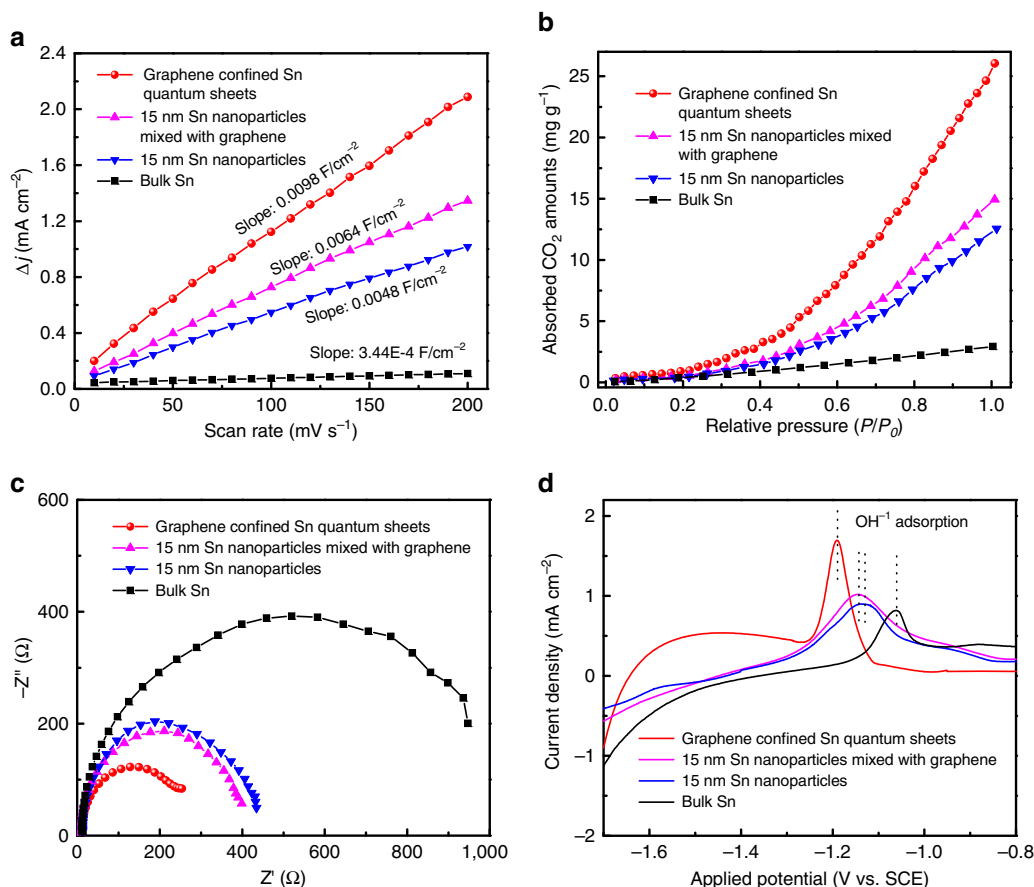 a
2.4
2.0
1.6
1.2
0.8
0.4
0.0
Δj (mA cm⁻²)
Graphene confined Sn
quantum sheets
15 nm Sn nanoparticles
mixed with graphene
15 nm Sn nanoparticles
Bulk Sn
Slope: 0.0098 F/cm⁻²
Slope: 0.0064 F/cm⁻²
Slope: 0.0048 F/cm⁻²
Slope: 3.44E-4 F/cm⁻²
0 50 100 150 200
Scan rate (mV s⁻¹)
b
25
20
15
10
5
0
Absorbed CO₂ amounts (mg g⁻¹)
Graphene confined Sn
quantum sheets
15 nm Sn nanoparticles mixed
with graphene
15 nm Sn nanoparticles
Bulk Sn
0.0 0.2 0.4 0.6 0.8 1.0
Relative pressure (P/P₀)
c
600
400
200
0
–Z″ (Ω)
Graphene confined Sn quantum sheets
15 nm Sn nanoparticles mixed with graphene
15 nm Sn nanoparticles
Bulk Sn
0 200 400 600 800 1,000
Z′ (Ω)
d
2
1
0
–1
–2
Current density (mA cm⁻²)
OH⁻¹ adsorption
Graphene confined Sn quantum sheets
15 nm Sn nanoparticles mixed with graphene
15 nm Sn nanoparticles
Bulk Sn
–1.6 –1.4 –1.2 –1.0 –0.8
Applied potential (V vs. SCE)